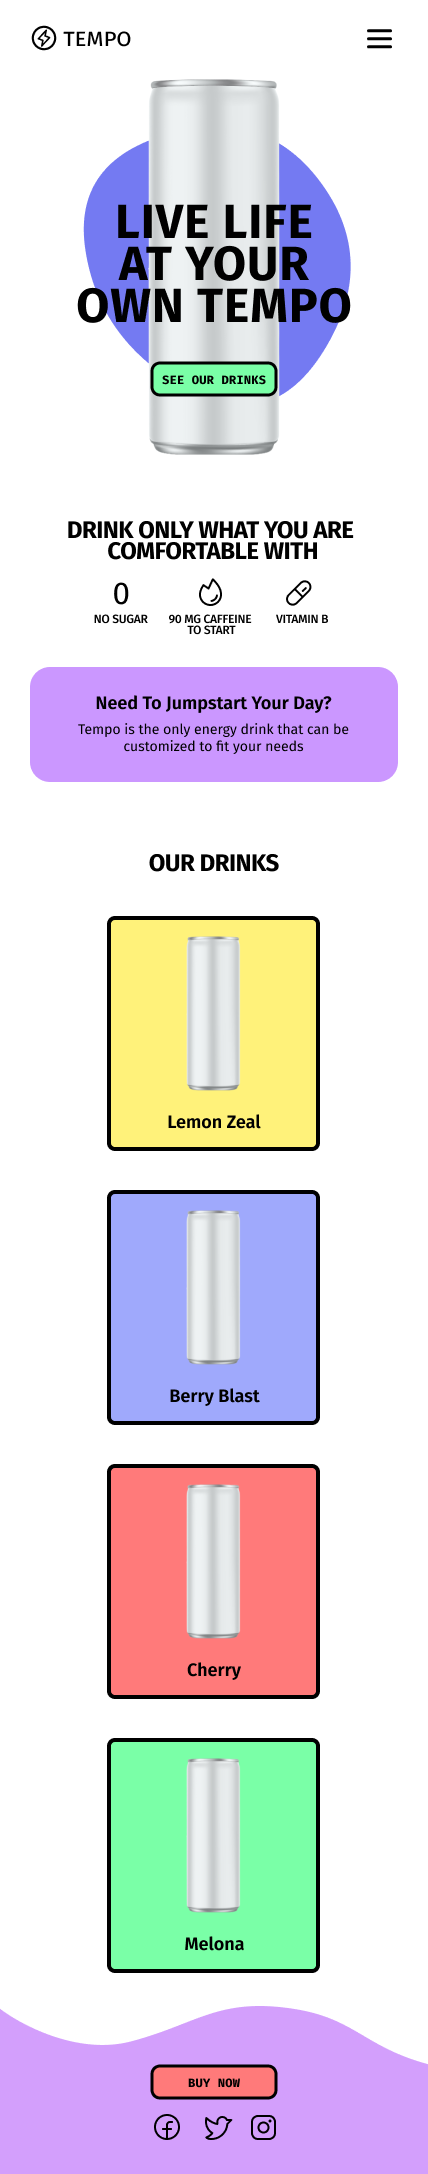 TEMPO
LIVE LIFE
AT YOUR
OWN TEMPO
SEE OUR DRINKS
DRINK ONLY WHAT YOU ARE
COMFORTABLE WITH
0
NO SUGAR
90 MG CAFFEINE
TO START
VITAMIN B
Need To Jumpstart Your Day?
Tempo is the only energy drink that can be
customized to fit your needs
OUR DRINKS
Lemon Zeal
Berry Blast
Cherry
Melona
BUY NOW